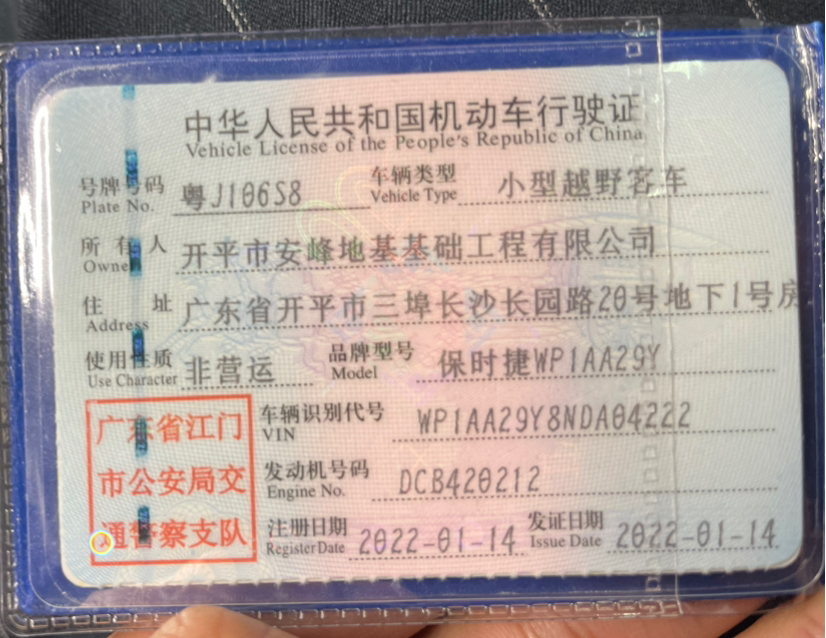 中华人民共和国机动车行驶证
Vehicle License of the People's Republic of China
号牌号码 粤J106S8 车辆类型 小型越野客车
Plate No. Vehicle Type
所有人 开平市安峰地基基础工程有限公司
Owner
住址 广东省开平市三埠长沙长园路20号地下1号房
Address
使用性质 非营运 品牌型号 保时捷WP1AA29Y
Use Character Model
广东省江门 车辆识别代号 WP1AA29Y8NDA04222
VIN
市公安局交 发动机号码 DCB420212
Engine No.
通警察支队 注册日期 2022-01-14 发证日期 2022-01-14
Register Date Issue Date